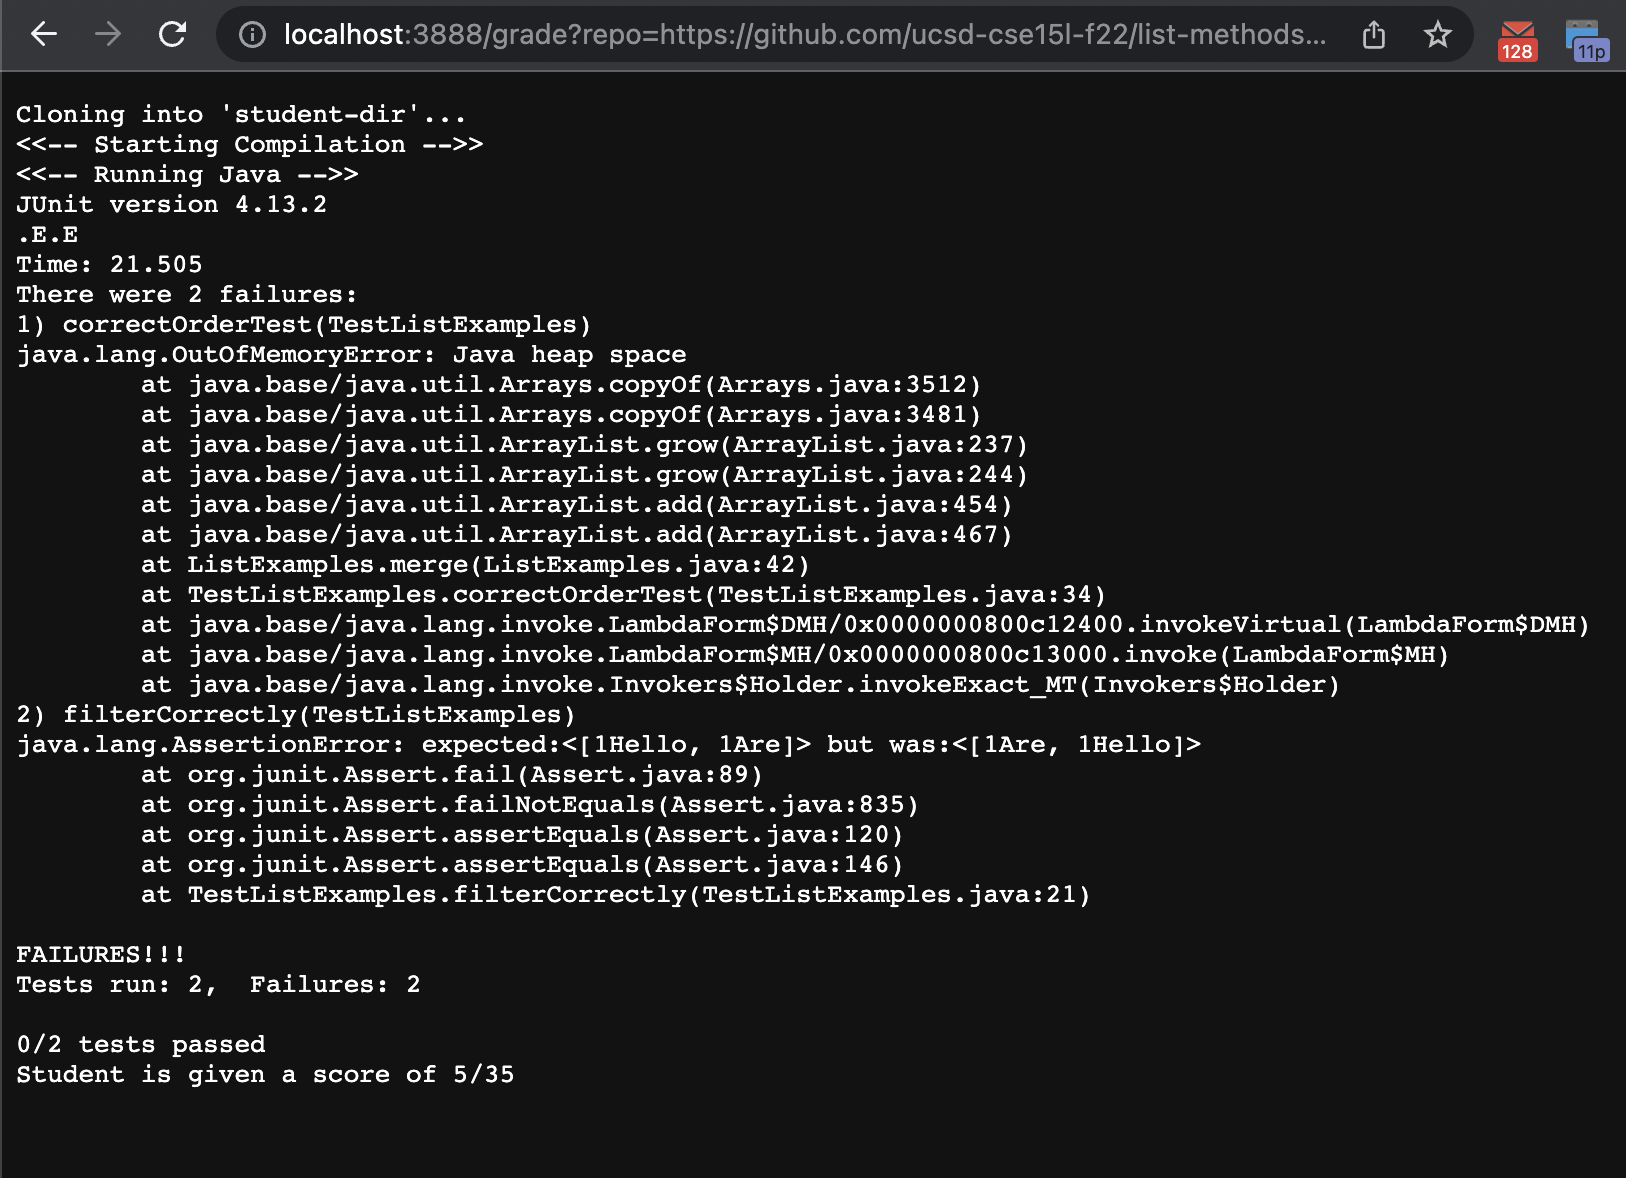 localhost:3888/grade?repo=https://github.com/ucsd-cse15l-f22/list-methods...
128
11p
Cloning into 'student-dir'...
<<-- Starting Compilation -->>
<<-- Running Java -->>
JUnit version 4.13.2
.E.E
Time: 21.505
There were 2 failures:
1) correctOrderTest(TestListExamples)
java.lang.OutOfMemoryError: Java heap space
        at java.base/java.util.Arrays.copyOf(Arrays.java:3512)
        at java.base/java.util.Arrays.copyOf(Arrays.java:3481)
        at java.base/java.util.ArrayList.grow(ArrayList.java:237)
        at java.base/java.util.ArrayList.grow(ArrayList.java:244)
        at java.base/java.util.ArrayList.add(ArrayList.java:454)
        at java.base/java.util.ArrayList.add(ArrayList.java:467)
        at ListExamples.merge(ListExamples.java:42)
        at TestListExamples.correctOrderTest(TestListExamples.java:34)
        at java.base/java.lang.invoke.LambdaForm$DMH/0x0000000800c12400.invokeVirtual(LambdaForm$DMH)
        at java.base/java.lang.invoke.LambdaForm$MH/0x0000000800c13000.invoke(LambdaForm$MH)
        at java.base/java.lang.invoke.Invokers$Holder.invokeExact_MT(Invokers$Holder)
2) filterCorrectly(TestListExamples)
java.lang.AssertionError: expected:<[1Hello, 1Are]> but was:<[1Are, 1Hello]>
        at org.junit.Assert.fail(Assert.java:89)
        at org.junit.Assert.failNotEquals(Assert.java:835)
        at org.junit.Assert.assertEquals(Assert.java:120)
        at org.junit.Assert.assertEquals(Assert.java:146)
        at TestListExamples.filterCorrectly(TestListExamples.java:21)

FAILURES!!!
Tests run: 2,  Failures: 2

0/2 tests passed
Student is given a score of 5/35